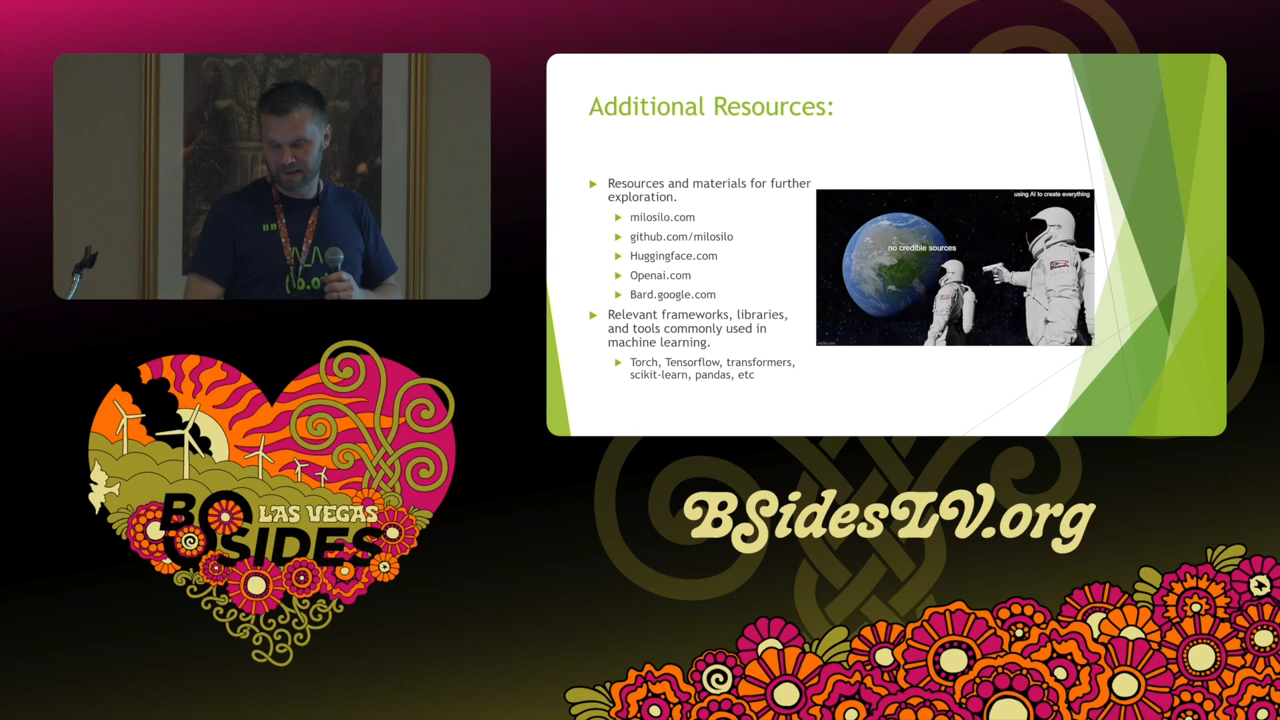 Additional Resources:
Resources and materials for further
exploration.
milosilo.com
github.com/milosilo
Huggingface.com
Openai.com
Bard.google.com
Relevant frameworks, libraries,
and tools commonly used in
machine learning.
Torch, Tensorflow, transformers,
scikit-learn, pandas, etc
using AI to create everything
no credible sources
LAS VEGAS
BSIDES
23
BSidesLV.org